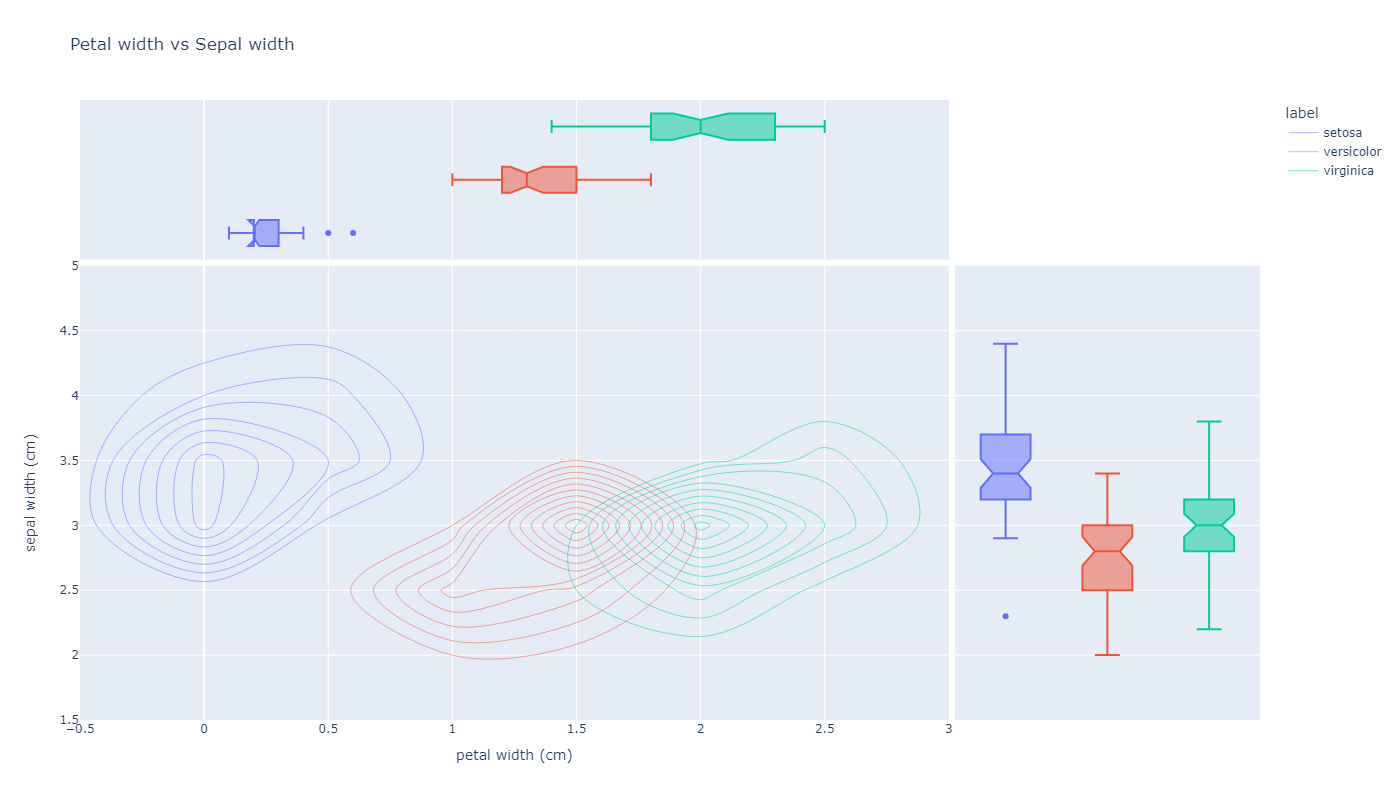 Petal width vs Sepal width
label
setosa
versicolor
virginica
5
4.5
4
3.5
3
2.5
2
1.5
sepal width (cm)
−0.5 0 0.5 1 1.5 2 2.5 3
petal width (cm)